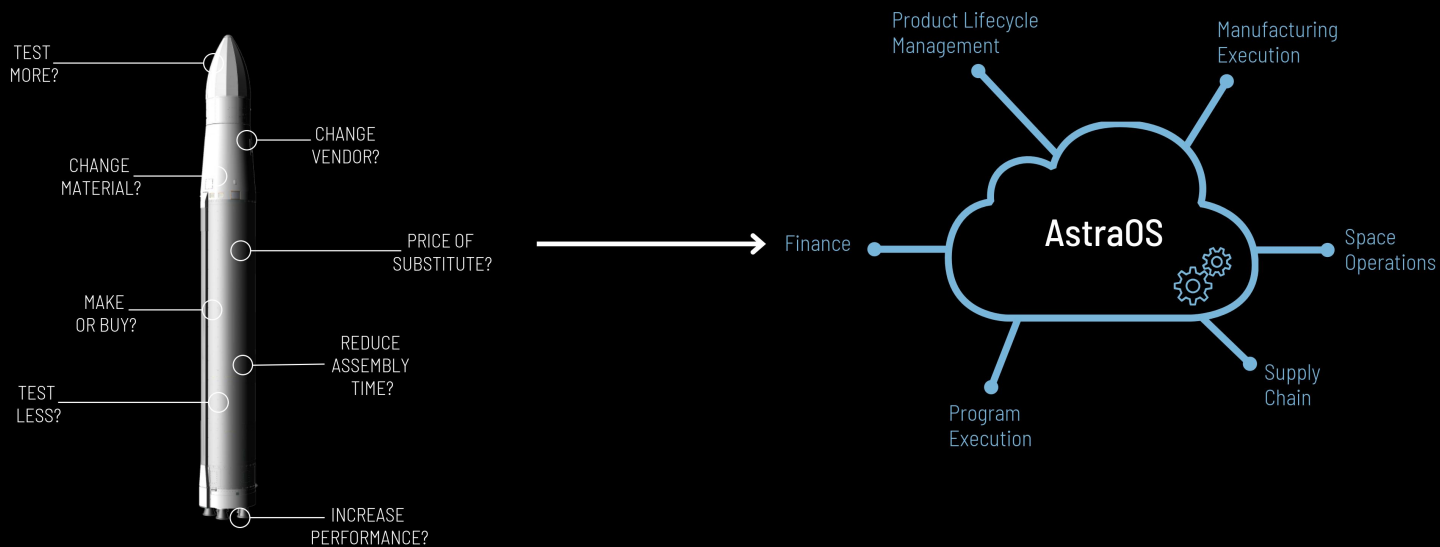 TEST
MORE?
CHANGE
VENDOR?
CHANGE
MATERIAL?
PRICE OF
SUBSTITUTE?
MAKE
OR BUY?
REDUCE
ASSEMBLY
TIME?
TEST
LESS?
INCREASE
PERFORMANCE?
Product Lifecycle
Management
Manufacturing
Execution
Finance
AstraOS
Space
Operations
Supply
Chain
Program
Execution